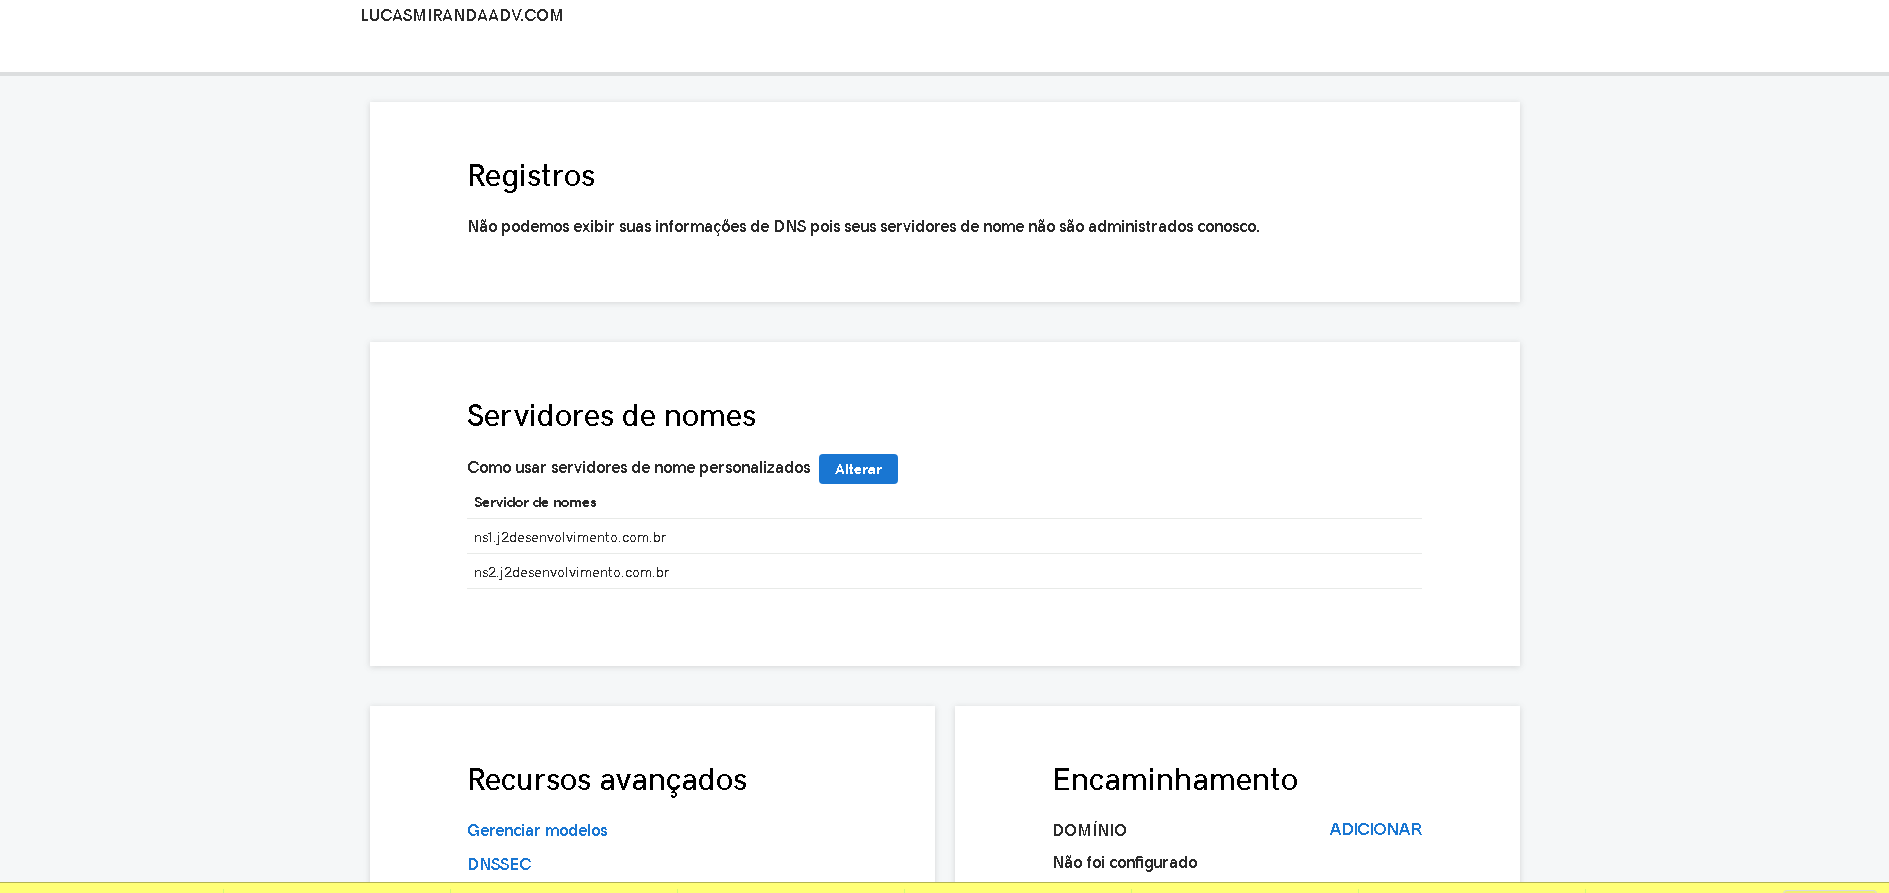 LUCASMIRANDAADV.COM
Registros
Não podemos exibir suas informações de DNS pois seus servidores de nome não são administrados conosco.
Servidores de nomes
Como usar servidores de nome personalizados Alterar
Servidor de nomes
ns1.j2desenvolvimento.com.br
ns2.j2desenvolvimento.com.br
Recursos avançados
Gerenciar modelos
DNSSEC
Encaminhamento
DOMÍNIO ADICIONAR
Não foi configurado